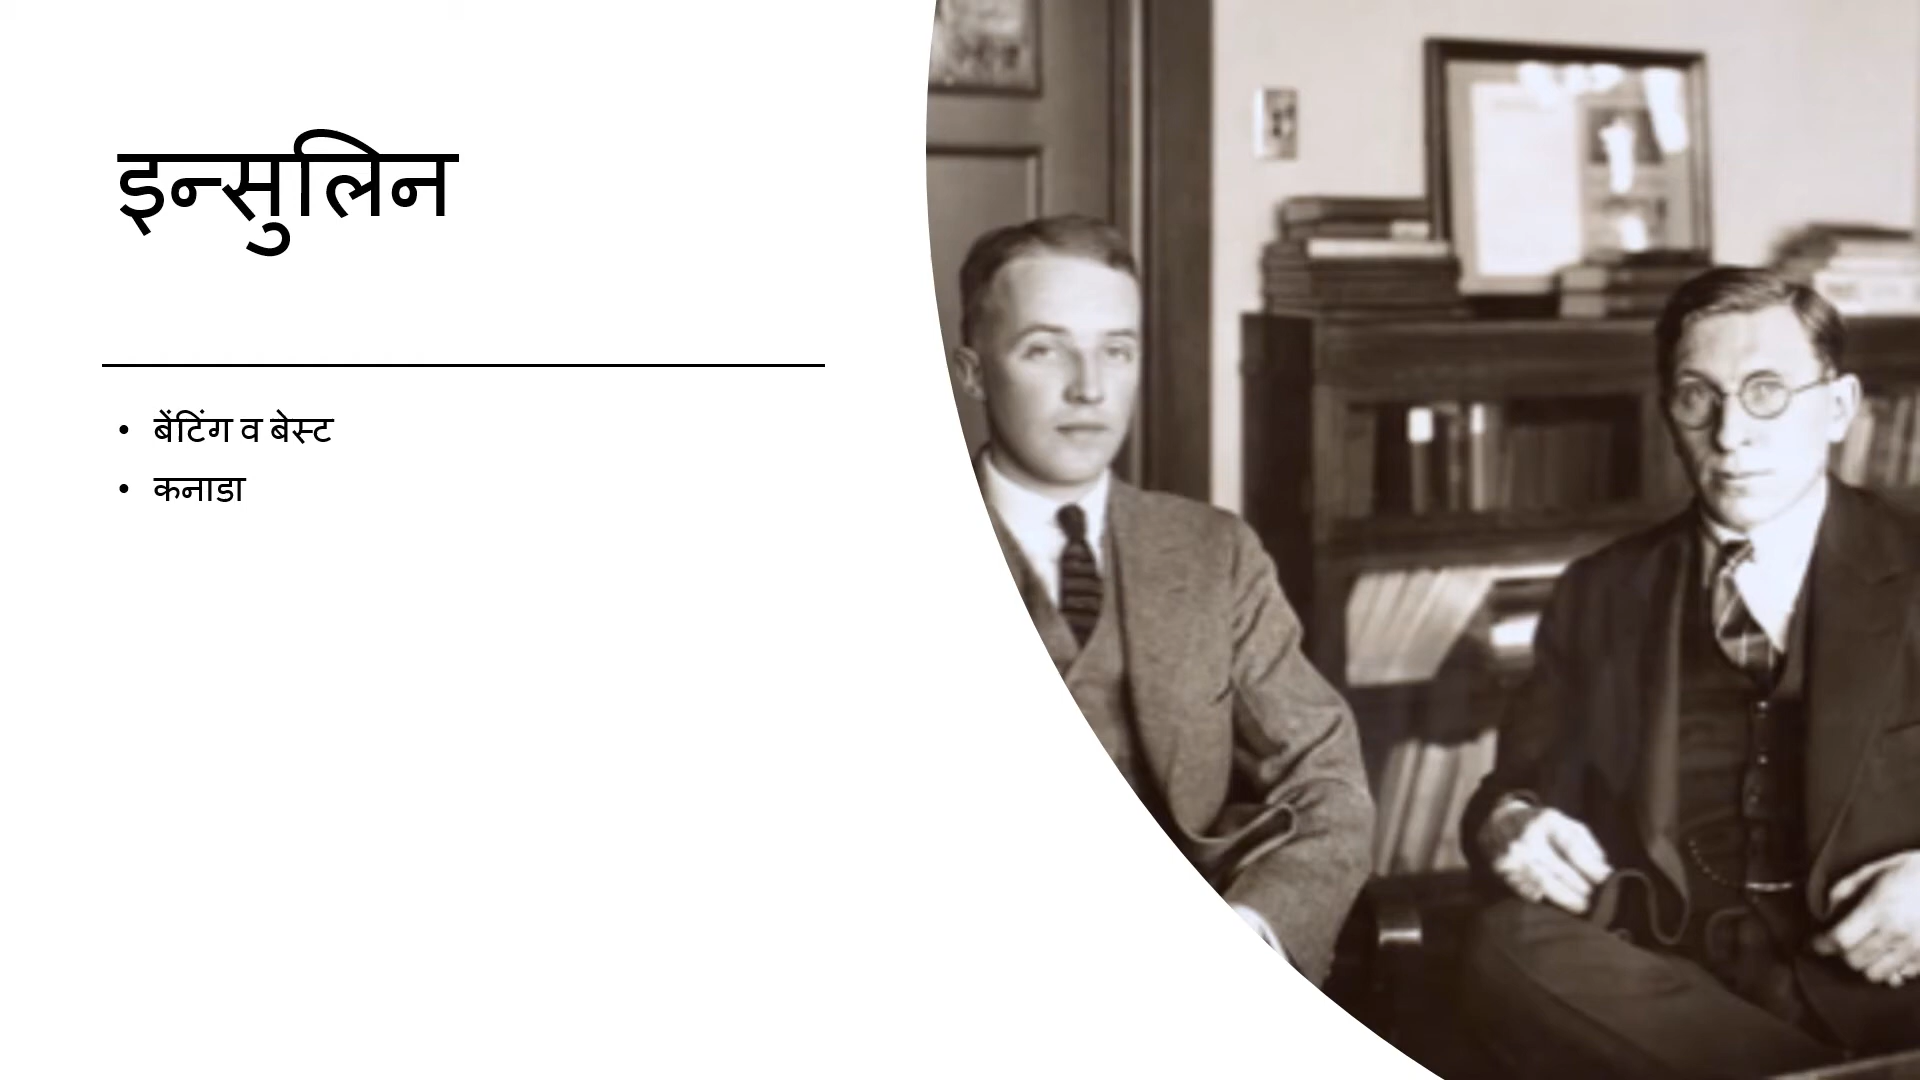 इन्सुलिन
• बेंटिंग व बेस्ट
• कनाडा